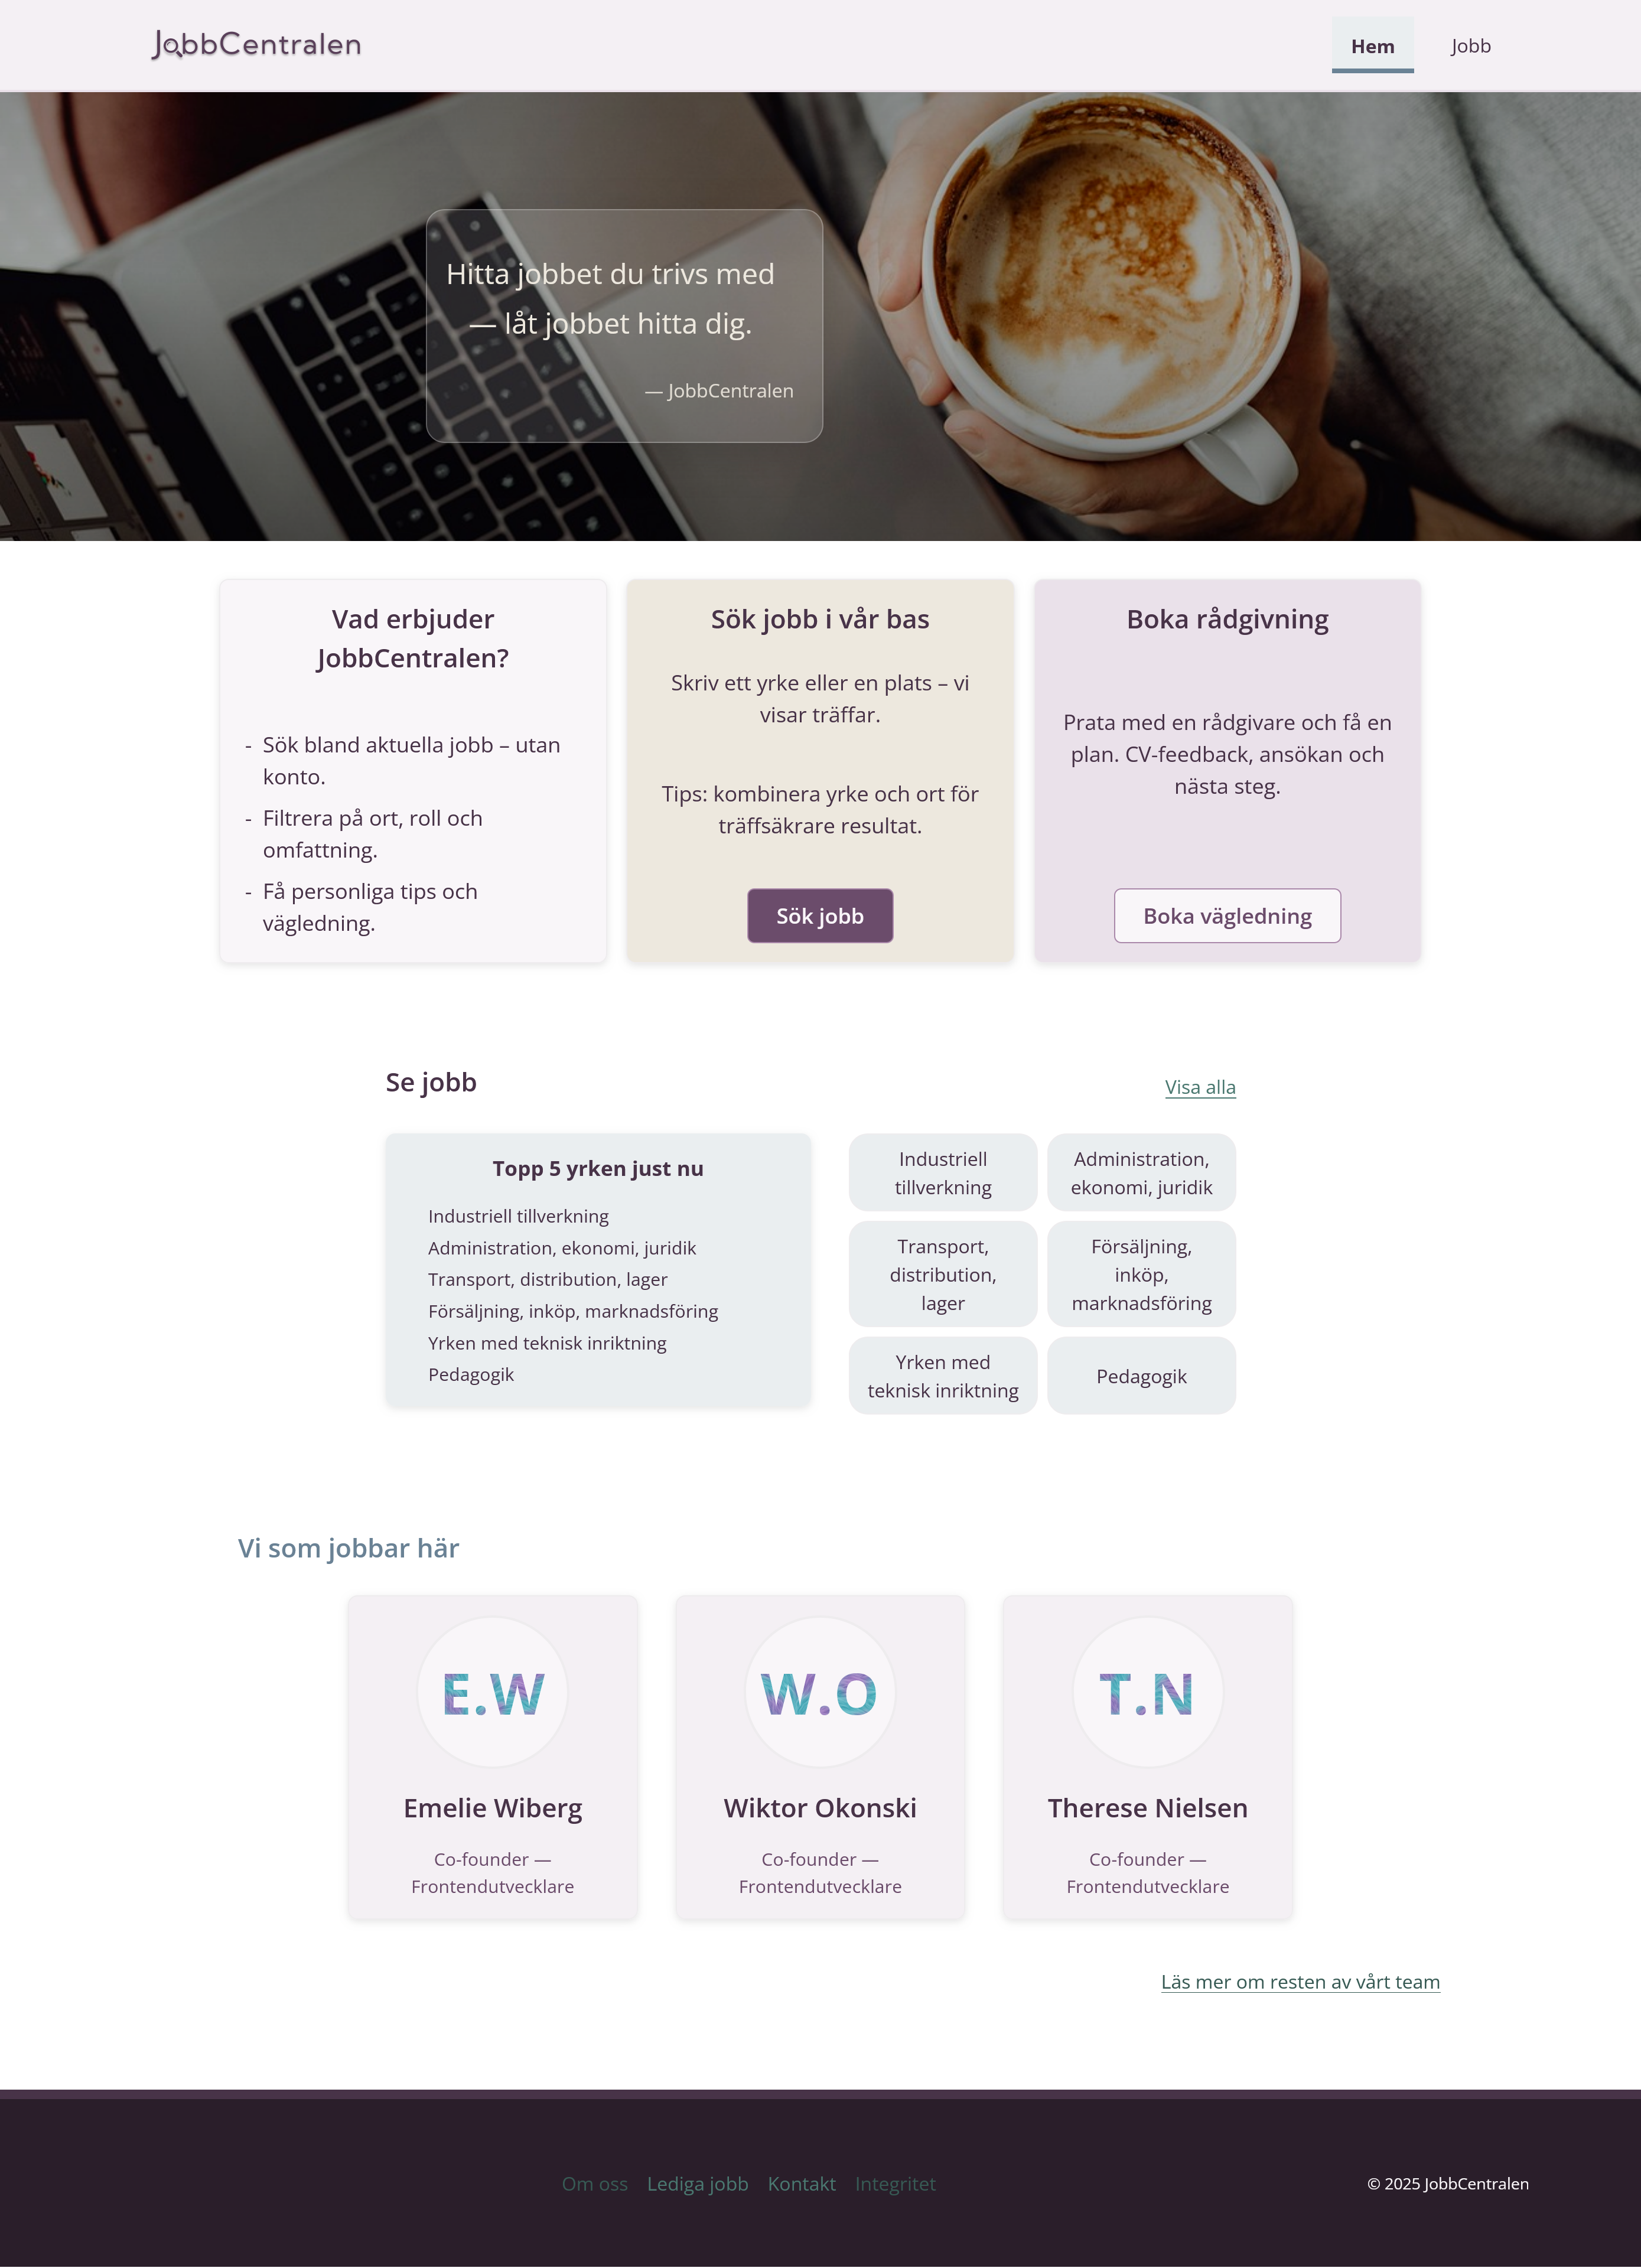 JobbCentralen
Hem
Jobb
Hitta jobbet du trivs med
— låt jobbet hitta dig.
— JobbCentralen
Vad erbjuder
JobbCentralen?
- Sök bland aktuella jobb – utan
konto.
- Filtrera på ort, roll och
omfattning.
- Få personliga tips och
vägledning.
Sök jobb i vår bas
Skriv ett yrke eller en plats – vi
visar träffar.
Tips: kombinera yrke och ort för
träffsäkrare resultat.
Sök jobb
Boka rådgivning
Prata med en rådgivare och få en
plan. CV-feedback, ansökan och
nästa steg.
Boka vägledning
Se jobb
Visa alla
Topp 5 yrken just nu
Industriell tillverkning
Administration, ekonomi, juridik
Transport, distribution, lager
Försäljning, inköp, marknadsföring
Yrken med teknisk inriktning
Pedagogik
Industriell
tillverkning
Administration,
ekonomi, juridik
Transport,
distribution,
lager
Försäljning,
inköp,
marknadsföring
Yrken med
teknisk inriktning
Pedagogik
Vi som jobbar här
E.W
Emelie Wiberg
Co-founder —
Frontendutvecklare
W.O
Wiktor Okonski
Co-founder —
Frontendutvecklare
T.N
Therese Nielsen
Co-founder —
Frontendutvecklare
Läs mer om resten av vårt team
Om oss
Lediga jobb
Kontakt
Integritet
© 2025 JobbCentralen